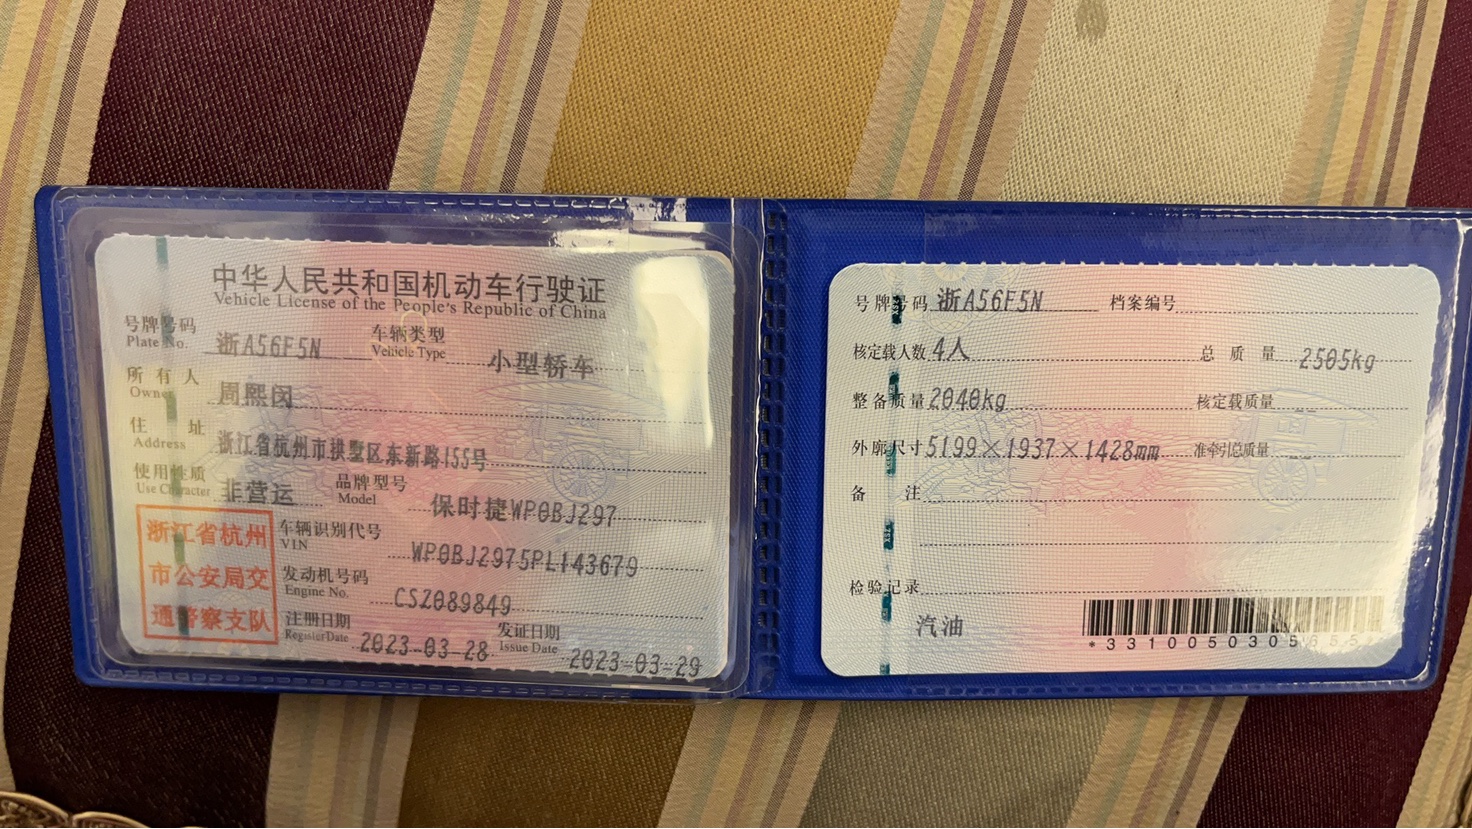 中华人民共和国机动车行驶证
Vehicle License of the People's Republic of China
号牌号码 浙A56F5N 车辆类型 小型轿车
Plate No. Vehicle Type
所有人 周熙闵
Owner
住址 浙江省杭州市拱墅区东新路155号
Address
使用性质 非营运 品牌型号 保时捷WP0BJ297
Use Character Model
浙江省杭州
市公安局交
通警察支队
车辆识别代号 WP0BJ2975PL143679
VIN
发动机号码 CSZ089849
Engine No.
注册日期 2023-03-28 发证日期 2023-03-29
Register Date Issue Date
号牌号码 浙A56F5N 档案编号
核定载人数 4人 总质量 2505kg
整备质量 2040kg 核定载质量 --
外廓尺寸 5199×1937×1428mm 准牵引总质量 --
备注
检验记录
汽油
*3310050305655